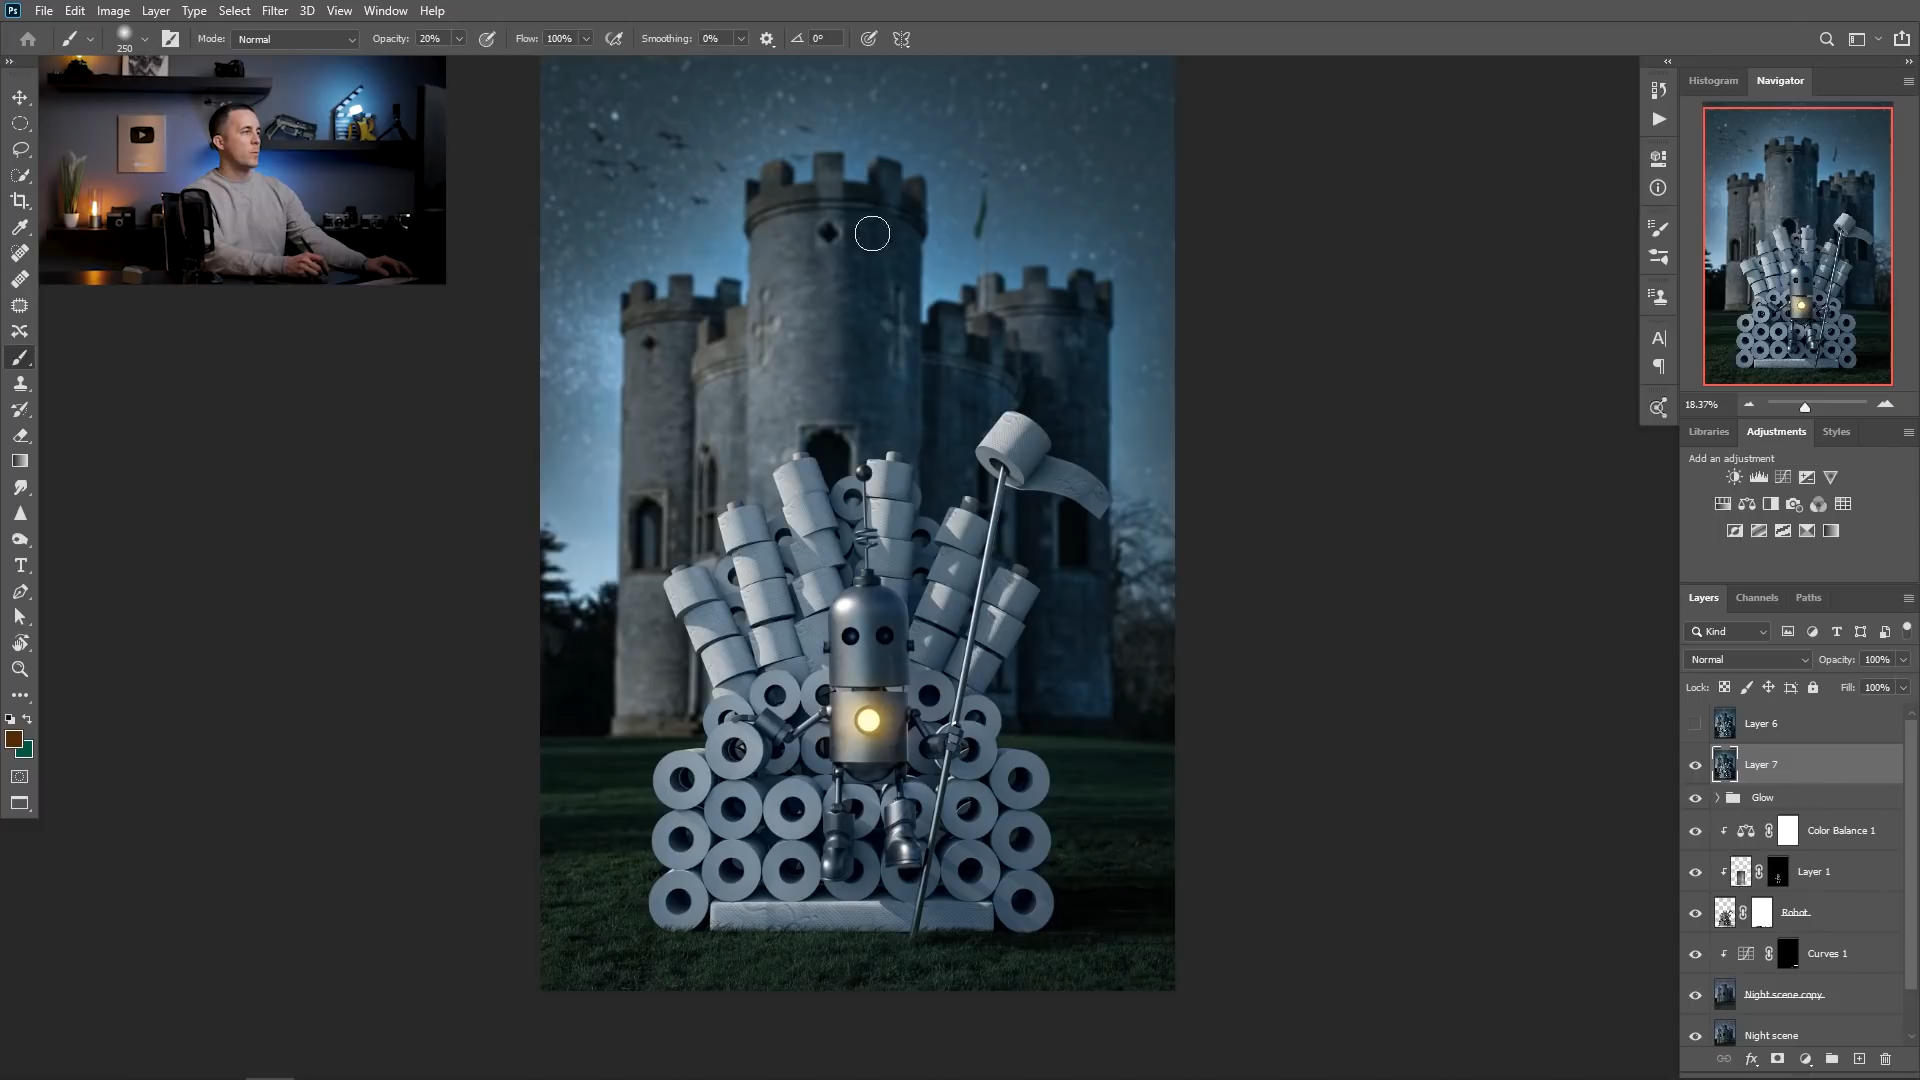 Ps File Edit Image Layer Type Select Filter 3D View Window Help
250 Mode: Normal Opacity: 20% Flow: 100% Smoothing: 0% 0°
Histogram Navigator
18.37%
Libraries Adjustments Styles
Add an adjustment
Layers Channels Paths
Kind
Normal Opacity: 100%
Lock: Fill: 100%
Layer 6
Layer 7
Glow
Color Balance 1
Layer 1
Robot
Curves 1
Night scene copy
Night scene